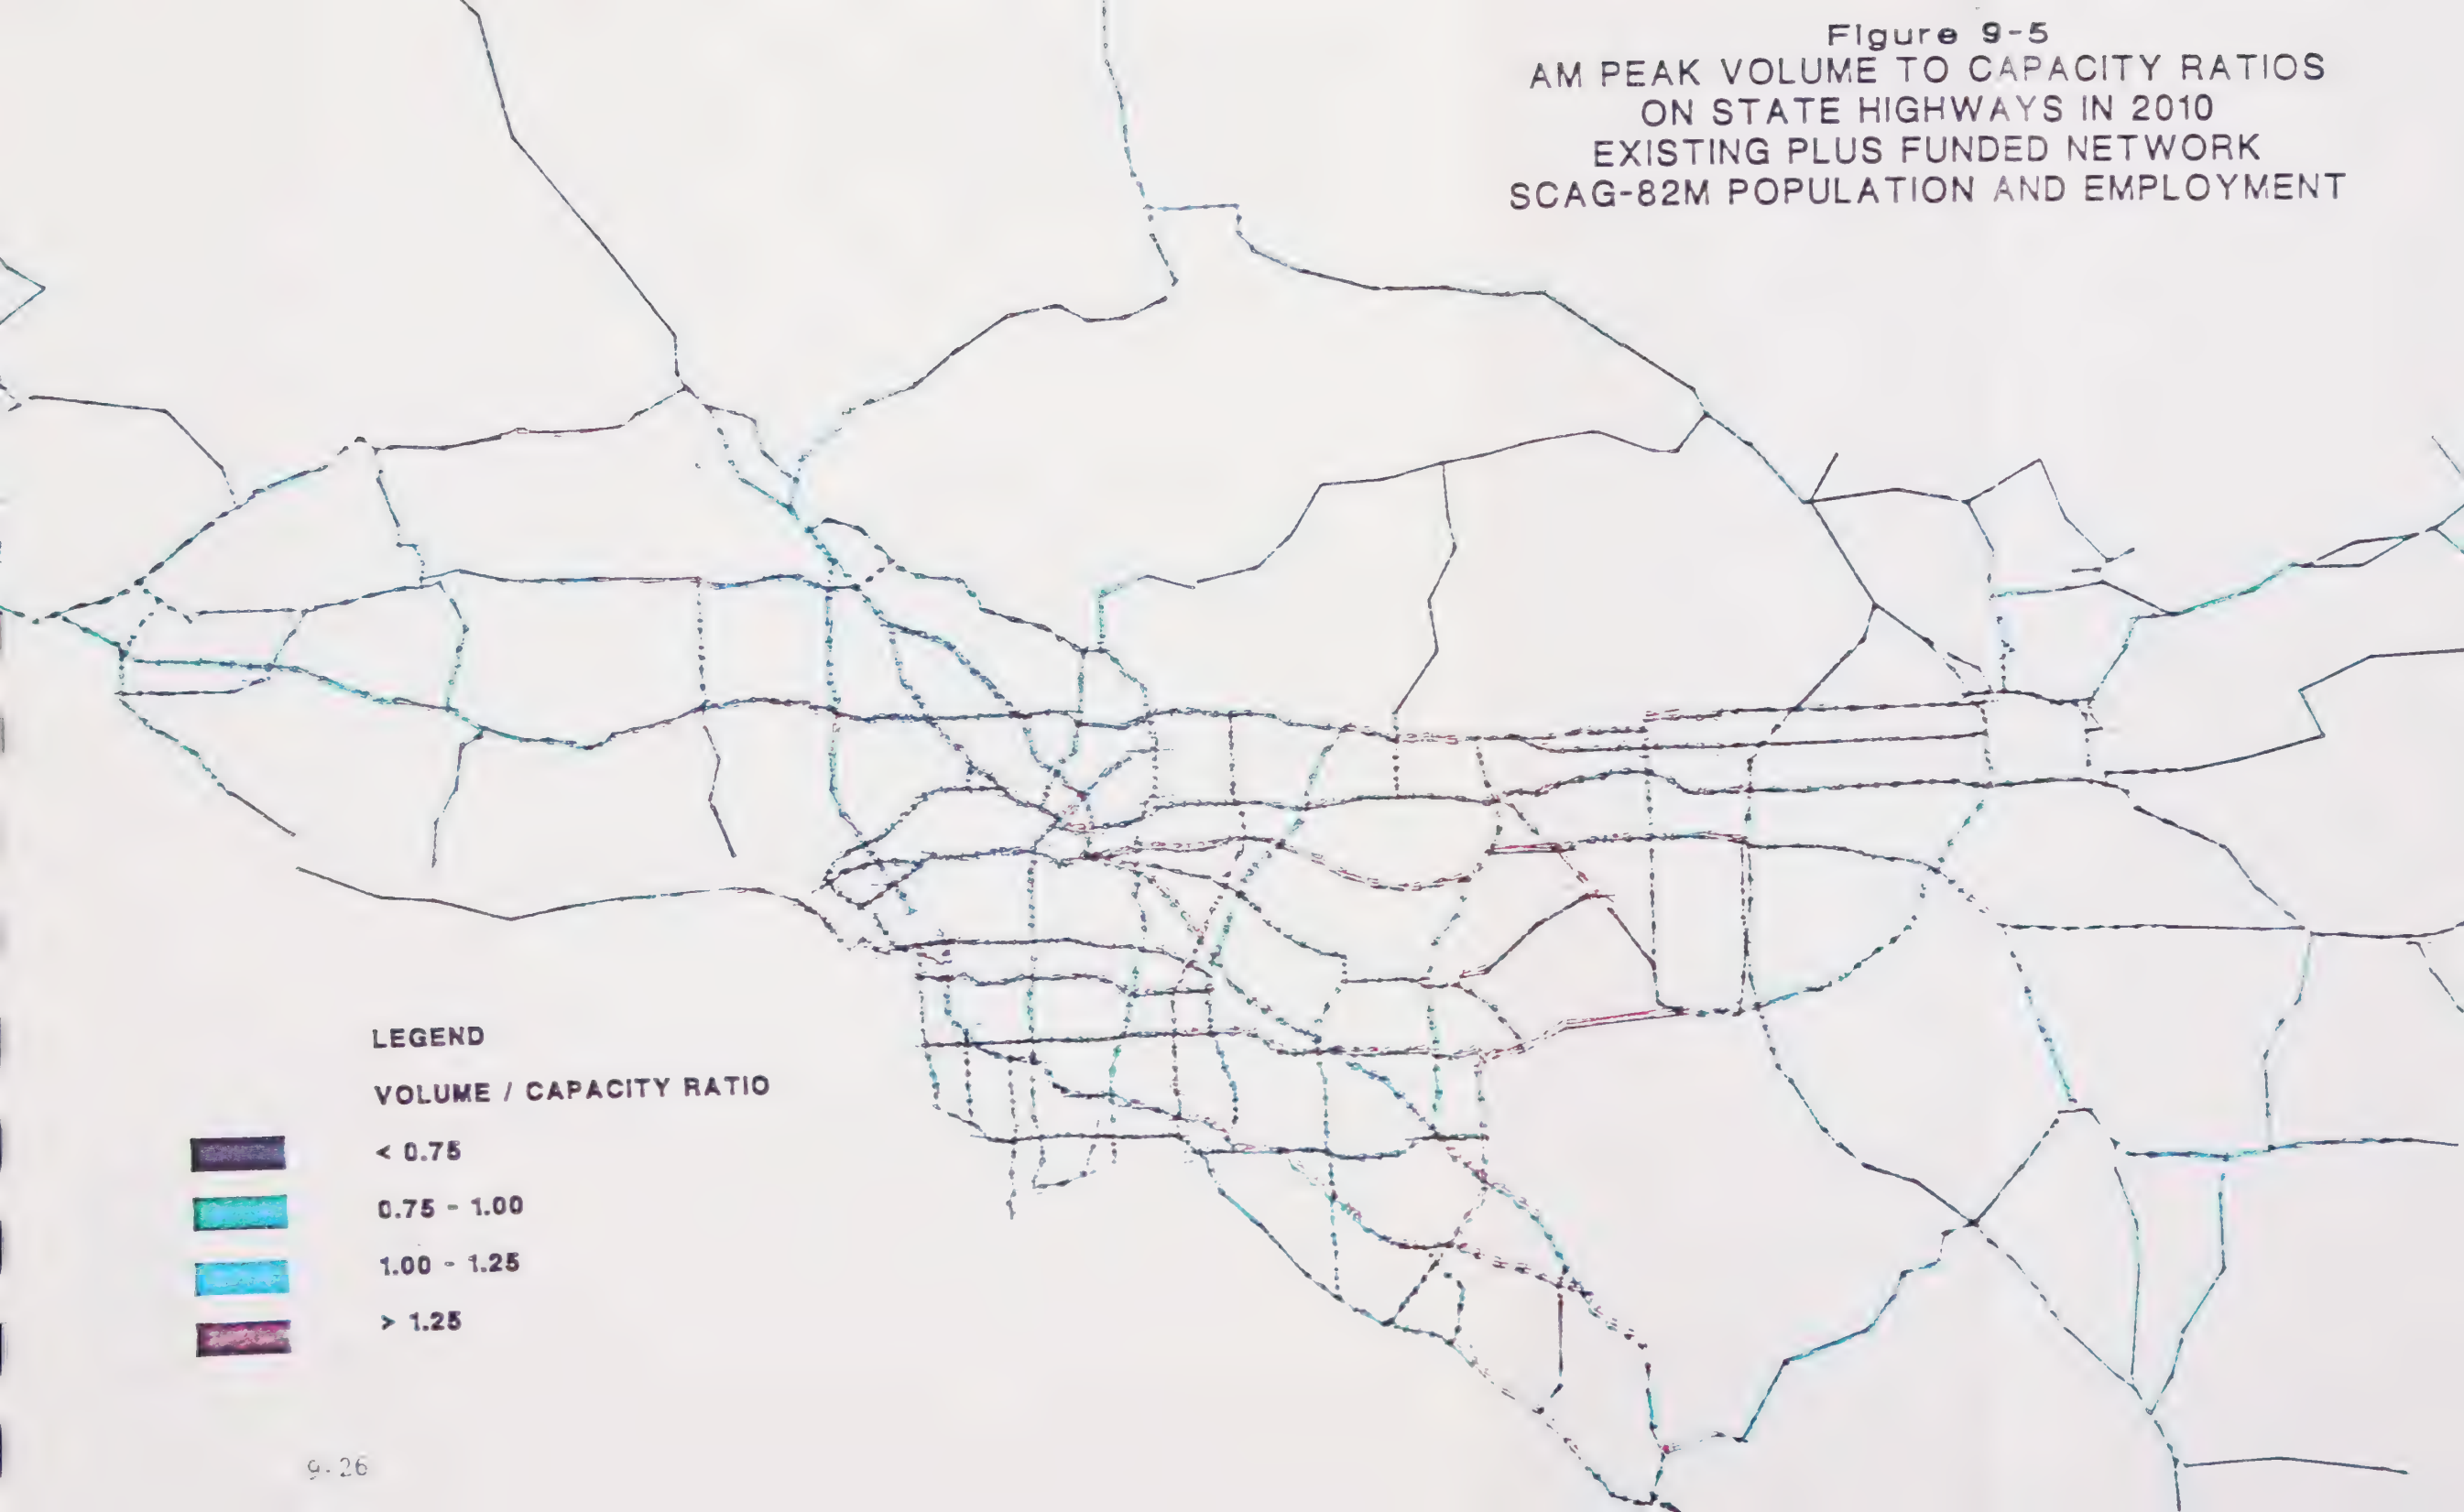 Figure 9-5
AM PEAK VOLUME TO CAPACITY RATIOS
ON STATE HIGHWAYS IN 2010
EXISTING PLUS FUNDED NETWORK
SCAG-82M POPULATION AND EMPLOYMENT
LEGEND
VOLUME / CAPACITY RATIO
< 0.75
0.75 - 1.00
1.00 - 1.25
> 1.25
9-26